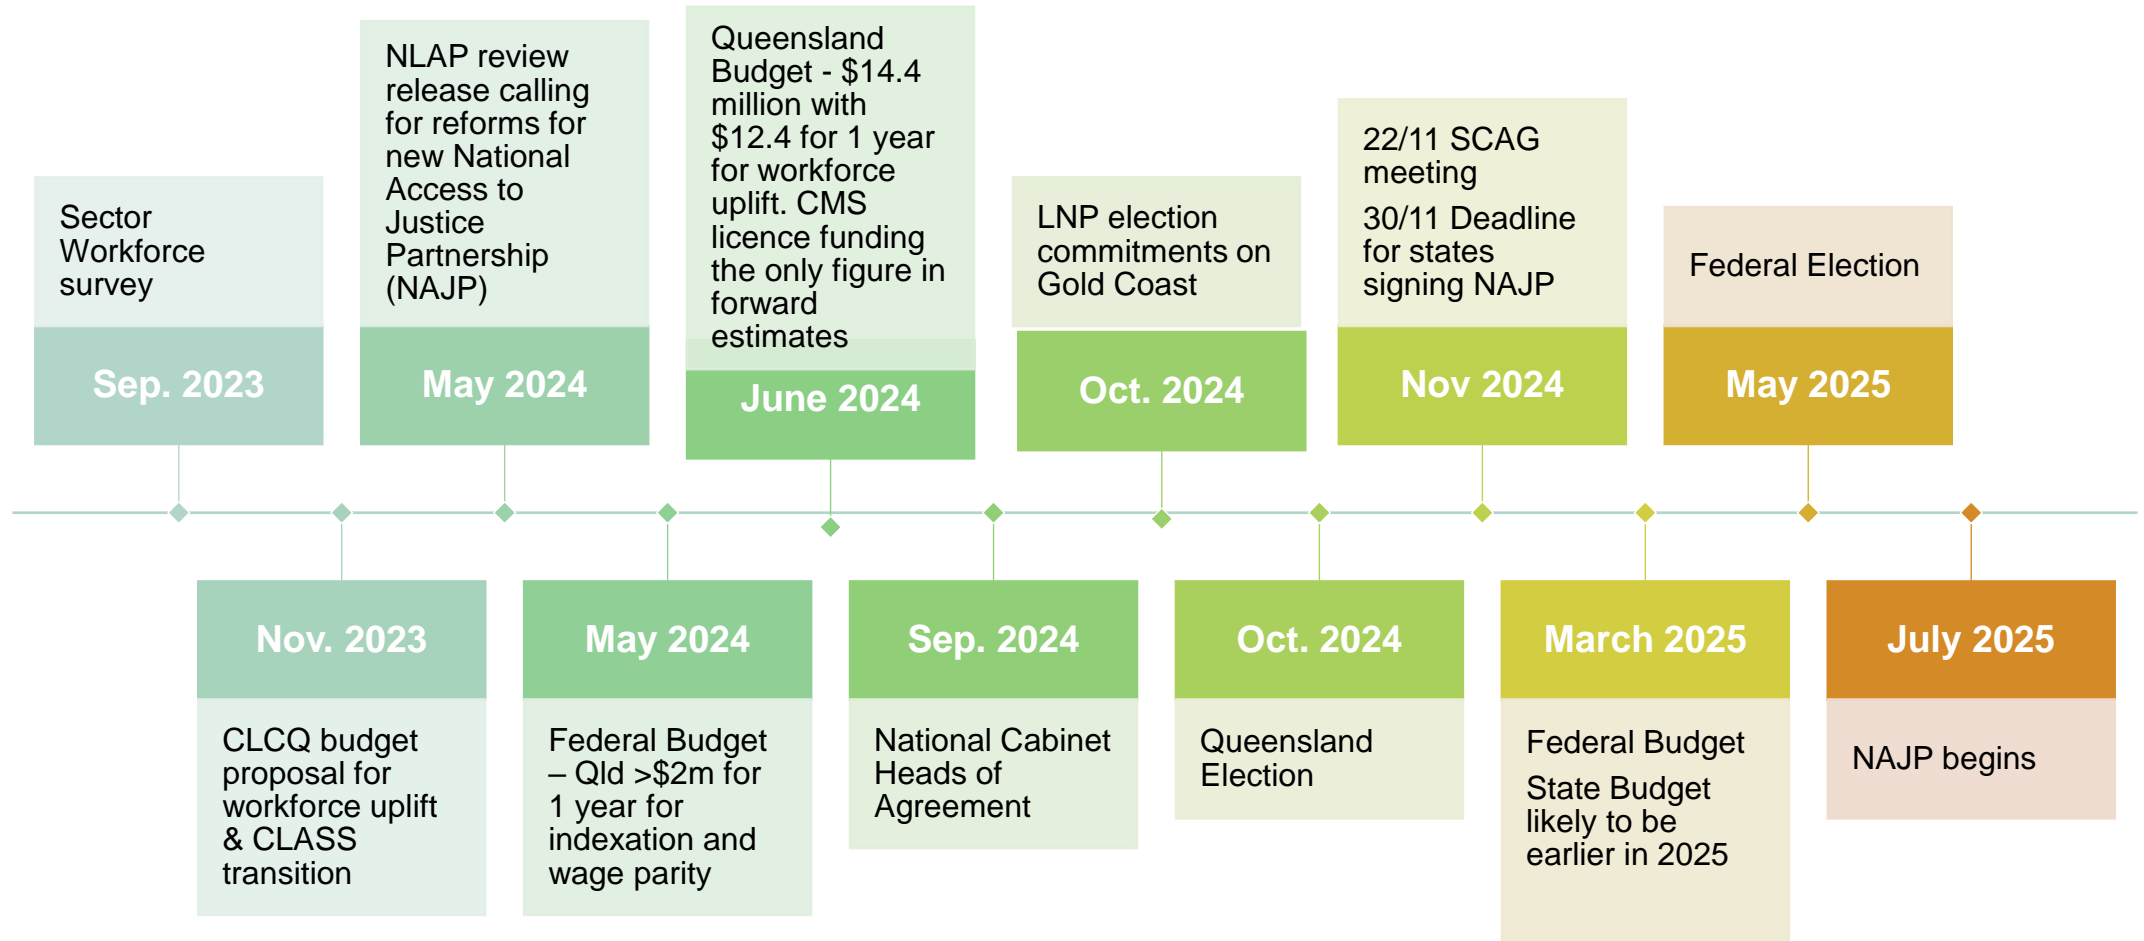 Sector
Workforce
survey
Sep. 2023
Nov. 2023
CLCQ budget
proposal for
workforce uplift
& CLASS
transition
NLAP review
release calling
for reforms for
new National
Access to
Justice
Partnership
(NAJP)
May 2024
May 2024
Federal Budget
– Qld >$2m for
1 year for
indexation and
wage parity
Queensland
Budget - $14.4
million with
$12.4 for 1 year
for workforce
uplift. CMS
licence funding
the only figure in
forward
estimates
June 2024
Sep. 2024
National Cabinet
Heads of
Agreement
LNP election
commitments on
Gold Coast
Oct. 2024
Oct. 2024
Queensland
Election
22/11 SCAG
meeting
30/11 Deadline
for states
signing NAJP
Nov 2024
March 2025
Federal Budget
State Budget
likely to be
earlier in 2025
Federal Election
May 2025
July 2025
NAJP begins